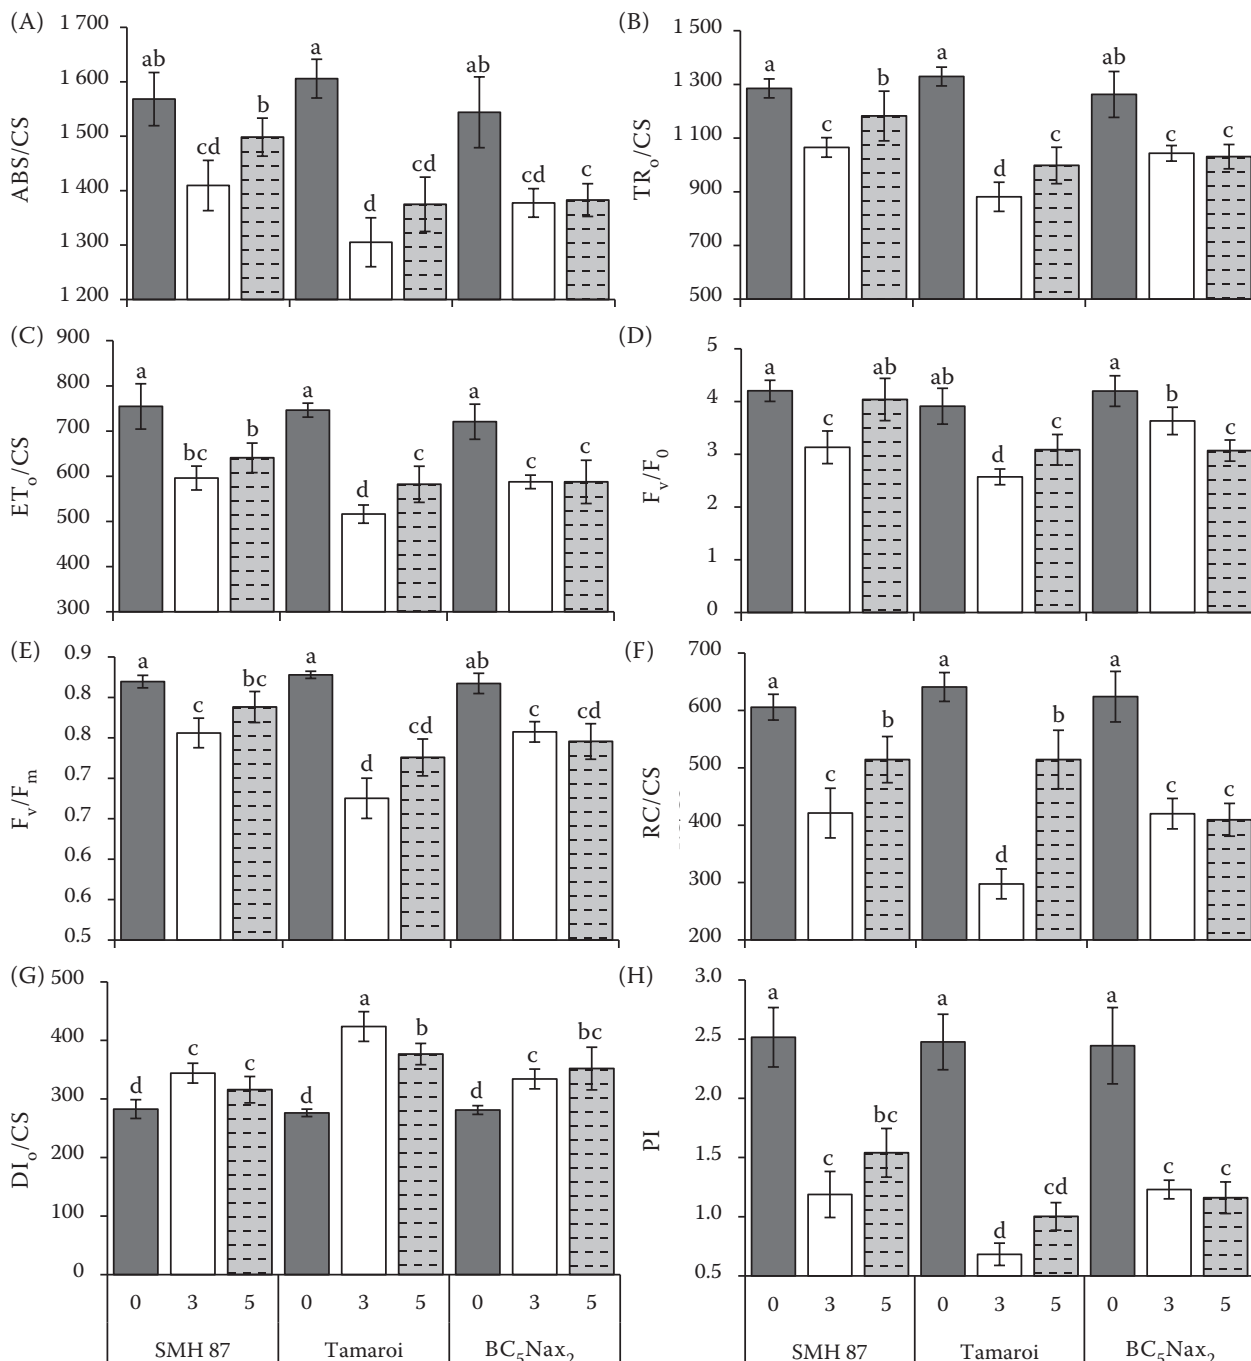 (A)
1 700
1 600
1 500
1 400
1 300
1 200
ABS/CS
ab
cd
b
a
d
cd
ab
cd
c
(B)
1 500
1 300
1 100
900
700
500
TRo/CS
a
c
b
a
d
c
ab
c
c
(C)
900
800
700
600
500
400
300
ETo/CS
a
bc
b
a
d
c
a
c
c
(D)
5
4
3
2
1
0
Fv/F0
a
c
ab
ab
d
c
a
b
c
(E)
0.9
0.8
0.8
0.7
0.7
0.6
0.6
0.5
Fv/Fm
a
c
bc
a
d
cd
ab
c
cd
(F)
700
600
500
400
300
200
RC/CS
a
c
b
a
d
b
a
c
c
(G)
500
400
300
200
100
0
DIo/CS
d
c
c
d
a
b
d
c
bc
0 3 5 0 3 5 0 3 5
SMH 87 Tamaroi BC5Nax2
(H)
3.0
2.5
2.0
1.5
1.0
0.5
PI
a
c
bc
a
d
cd
a
c
c
0 3 5 0 3 5 0 3 5
SMH 87 Tamaroi BC5Nax2